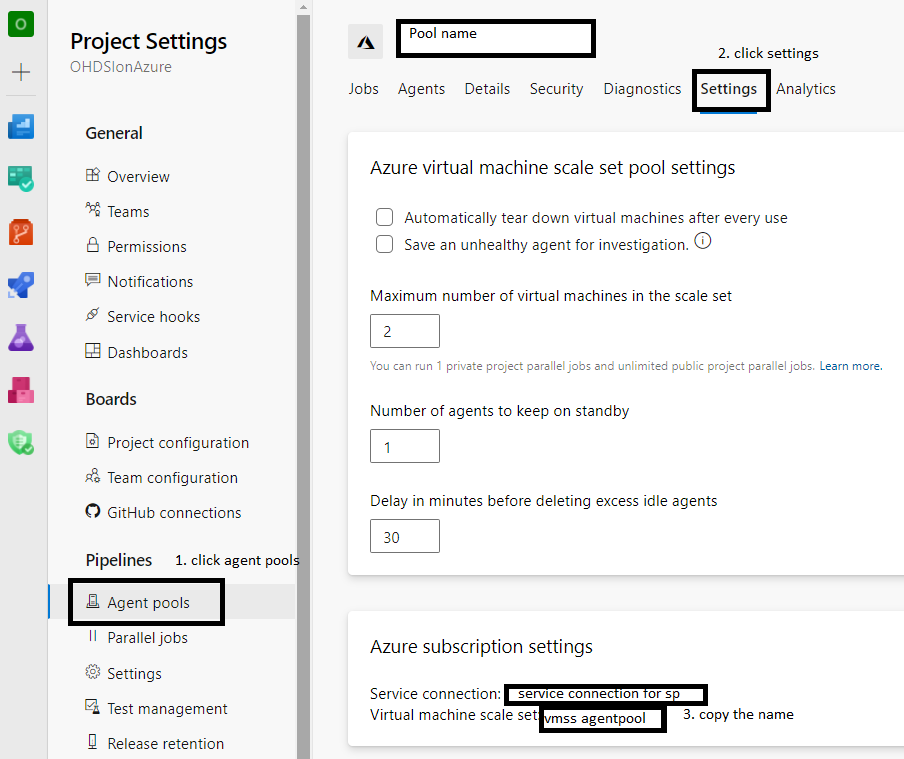 O
Project Settings
OHDSIonAzure
General
Overview
Teams
Permissions
Notifications
Service hooks
Dashboards
Boards
Project configuration
Team configuration
GitHub connections
Pipelines
1. click agent pools
Agent pools
Parallel jobs
Settings
Test management
Release retention
Pool name
2. click settings
Jobs Agents Details Security Diagnostics Settings Analytics
Azure virtual machine scale set pool settings
Automatically tear down virtual machines after every use
Save an unhealthy agent for investigation.
Maximum number of virtual machines in the scale set
2
You can run 1 private project parallel jobs and unlimited public project parallel jobs. Learn more.
Number of agents to keep on standby
1
Delay in minutes before deleting excess idle agents
30
Azure subscription settings
Service connection: service connection for sp
Virtual machine scale set: vmss agentpool
3. copy the name